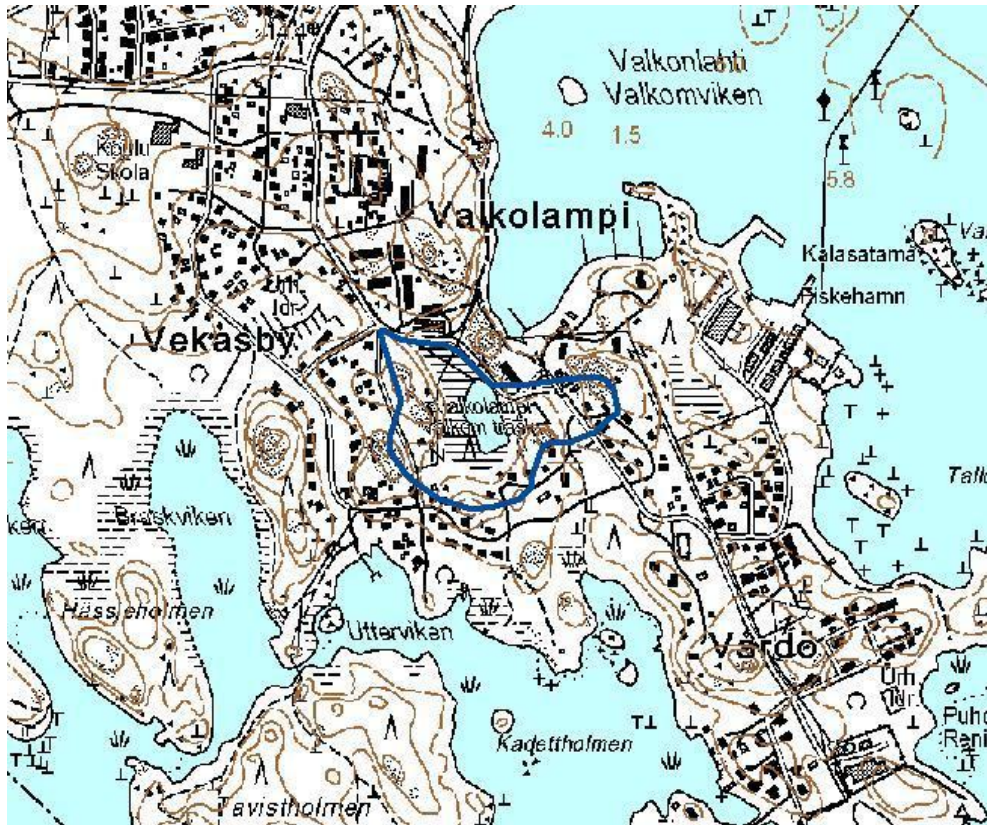 Valkonlahti
Valkomviken
4.0
1.5
5.8
Koulu
Skola
Valkolampi
Kalasatama
Fiskehamn
Urh.
Idr.
Vekasby
Braskviken
Hässleholmen
Utterviken
Vårdö
Urh.
Idr.
Kadettholmen
Tavistholmen